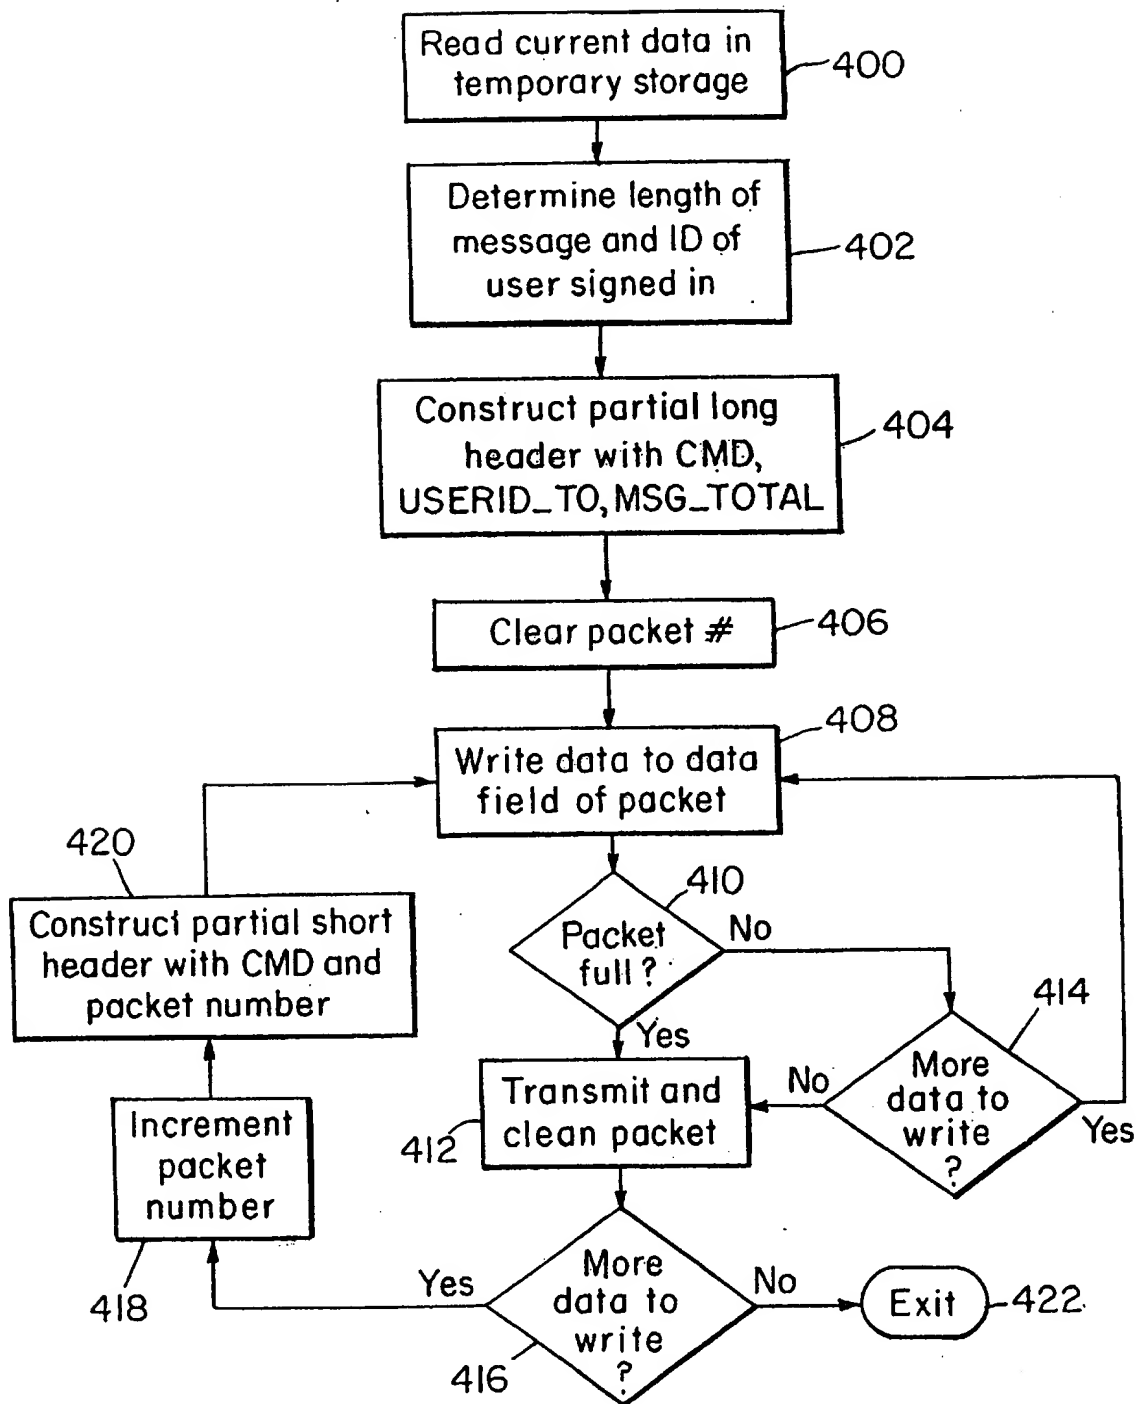 Read current data in
temporary storage
400
Determine length of
message and ID of
user signed in
402
Construct partial long
header with CMD,
USERID_TO, MSG_TOTAL
404
Clear packet #
406
Write data to data
field of packet
408
Packet
full ?
410
No
Yes
More
data to
write
?
414
No
Yes
Transmit and
clean packet
412
More
data to
write
?
416
Yes
No
Exit
422
Increment
packet
number
418
Construct partial short
header with CMD and
packet number
420